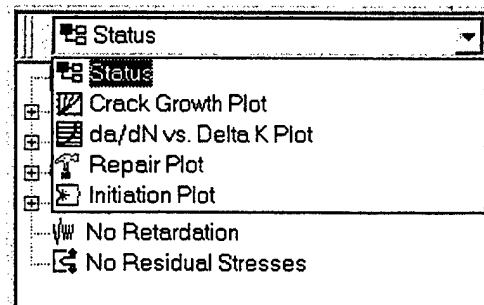 Status
Status
Crack Growth Plot
da/dN vs. Delta K Plot
Repair Plot
Initiation Plot
No Retardation
No Residual Stresses